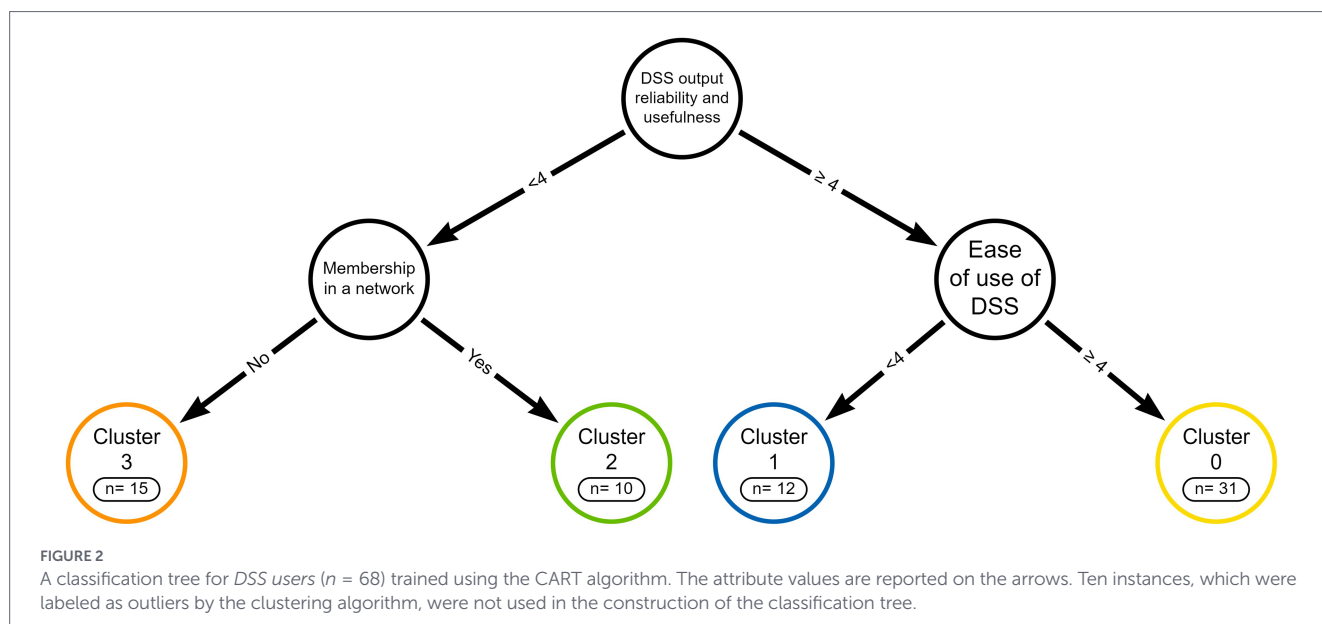 DSS output
reliability and
usefulness
<4
≥ 4
Membership
in a network
Ease
of use of
DSS
No
Yes
<4
≥ 4
Cluster
3
n= 15
Cluster
2
n= 10
Cluster
1
n= 12
Cluster
0
n= 31
FIGURE 2
A classification tree for DSS users (n = 68) trained using the CART algorithm. The attribute values are reported on the arrows. Ten instances, which were
labeled as outliers by the clustering algorithm, were not used in the construction of the classification tree.